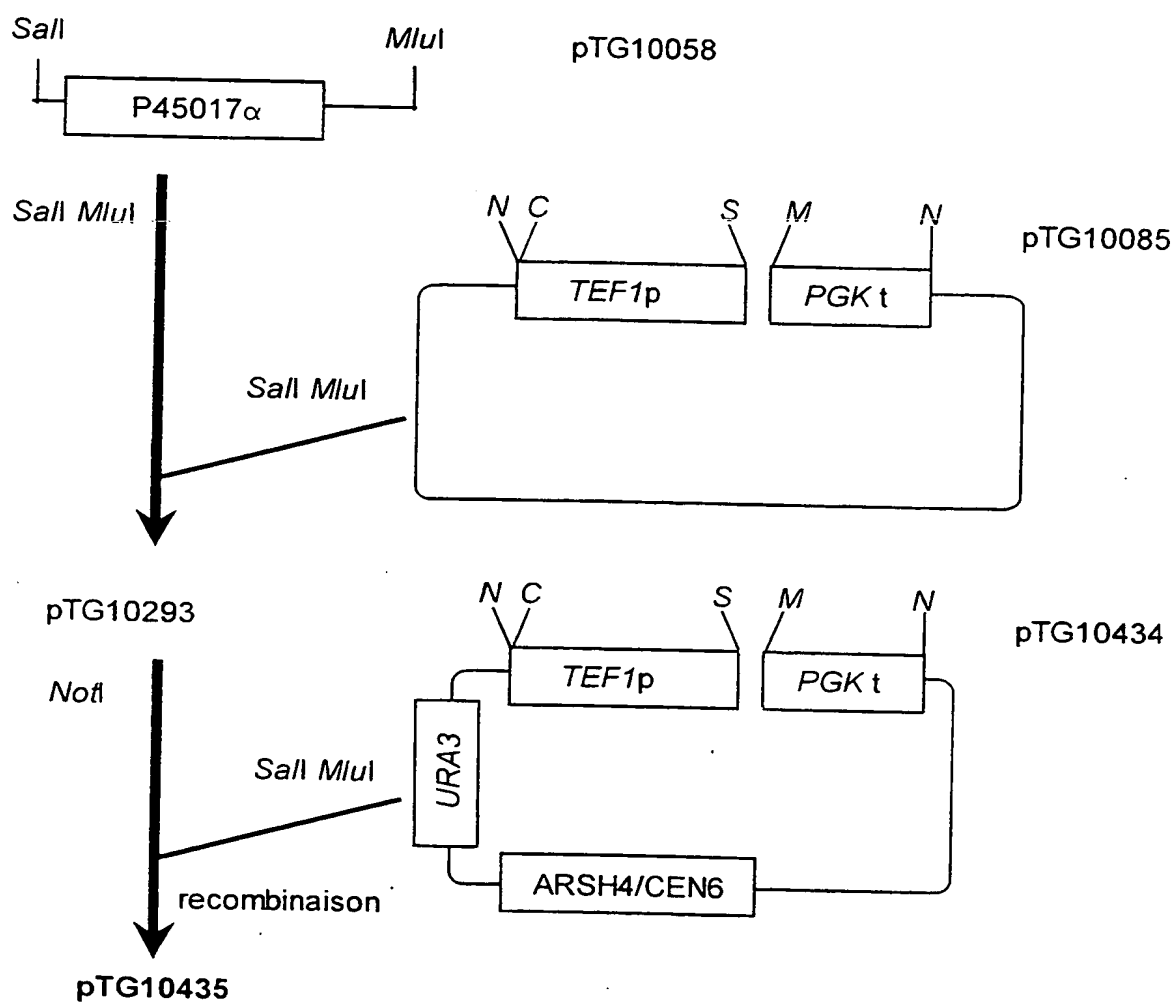 SalI
MluI
pTG10058
P45017α
SalI MluI
N C S M N
pTG10085
TEF1p
PGK t
SalI MluI
pTG10293
N C S M N
pTG10434
NotI
TEF1p
PGK t
URA3
SalI MluI
ARSH4/CEN6
recombinaison
pTG10435